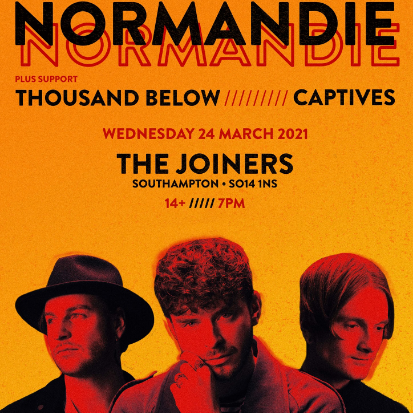 NORMANDIE
NORMANDIE
PLUS SUPPORT
THOUSAND BELOW ///////// CAPTIVES
WEDNESDAY 24 MARCH 2021
THE JOINERS
SOUTHAMPTON • SO14 1NS
14+ ///// 7PM